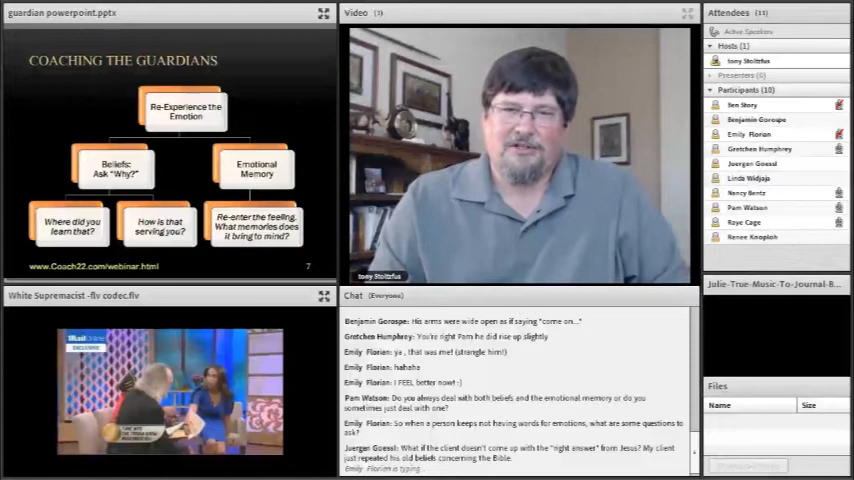 guardian powerpoint.pptx
COACHING THE GUARDIANS
Re-Experience the
Emotion
Beliefs:
Ask "Why?"
Emotional
Memory
Where did you
learn that?
How is that
serving you?
Re-enter the feeling.
What memories does
it bring to mind?
www.Coach22.com/webinar.html
7
Video (1)
tony Stoltzfus
Attendees (11)
Active Speakers
Hosts (1)
tony Stoltzfus
Presenters (0)
Participants (10)
Ben Story
Benjamin Gorospe
Emily Florian
Gretchen Humphrey
Juergen Goessl
Linda Widjaja
Nancy Bentz
Pam Watson
Raye Cage
Renee Knoploh
White Supremacist -flv codec.flv
EXCLUSIVE
Chat (Everyone)
Benjamin Gorospe: His arms were wide open as if saying "come on..."
Gretchen Humphrey: You're right Pam he did rise up slightly
Emily Florian: ya , that was me! (strangle him!)
Emily Florian: hahaha
Emily Florian: I FEEL better now! :)
Pam Watson: Do you always deal with both beliefs and the emotional memory or do you
sometimes just deal with one?
Emily Florian: So when a person keeps not having words for emotions, what are some questions to
ask?
Juergen Goessl: What if the client doesn't come up with the "right answer" from Jesus? My client
just repeated his old beliefs concerning the Bible.
Emily Florian is typing
Julie-True-Music-To-Journal-B...
Files
Name
Size